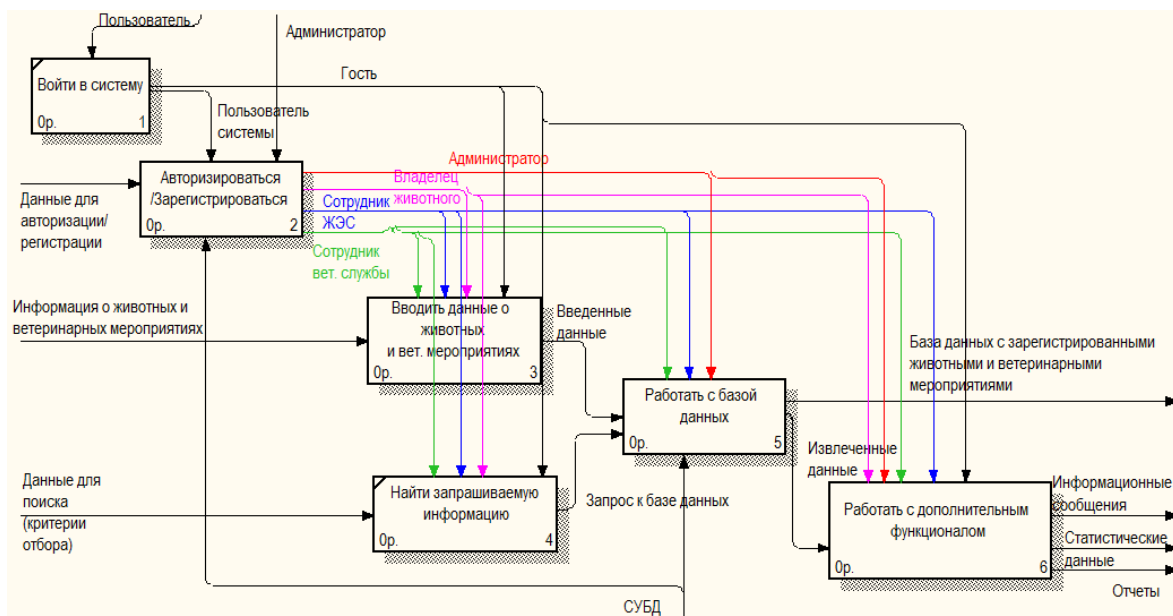 Пользователь
Администратор
Войти в систему
0р. 1
Гость
Пользователь
системы
Авторизироваться
/Зарегистрироваться
0р. 2
Данные для
авторизации/
регистрации
Администратор
Владелец
животного
Сотрудник
ЖЭС
Сотрудник
вет. службы
Информация о животных и
ветеринарных мероприятиях
Вводить данные о
животных
и вет. мероприятиях
0р. 3
Введенные
данные
База данных с зарегистрированными
животными и ветеринарными
мероприятиями
Работать с базой
данных
0р. 5
Извлеченные
данные
Данные для
поиска
(критерии
отбора)
Найти запрашиваемую
информацию
0р. 4
Запрос к базе данных
Работать с дополнительным
функционалом
0р. 6
Информационные
сообщения
Статистические
данные
Отчеты
СУБД